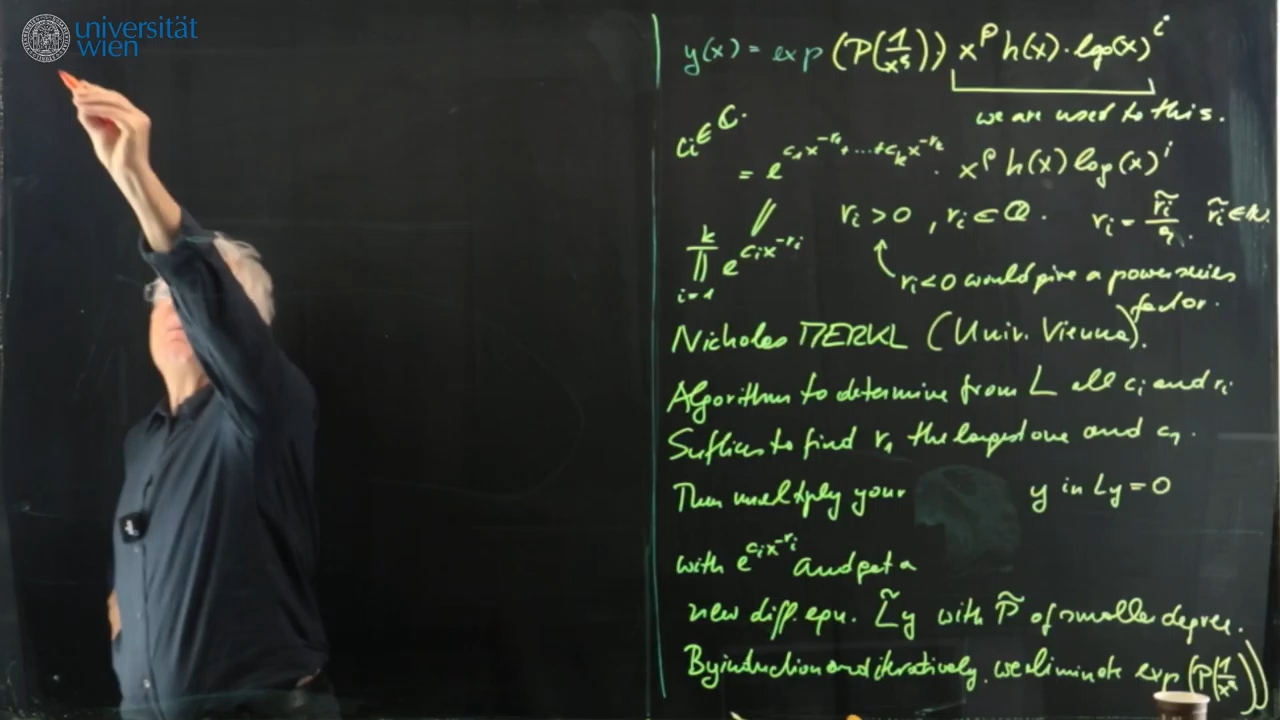 universität
wien
y(x) = exp (P(1/x^s)) x^ρ h(x) · log(x)^i
we are used to this.
c_i ∈ ℂ.
= e^{c_1 x^{-r_1} + ... + c_k x^{-r_k}} · x^ρ h(x) log(x)^i
r_i > 0 , r_i ∈ ℚ . r_i = r̃_i/q . r̃_i ∈ ℕ.
∏_{i=1}^{k} e^{c_i x^{-r_i}}
r_i < 0 would give a power series
factor.
Nicholas MERKL (Univ. Vienna).
Algorithm to determine from L all c_i and r_i
Suffices to find r_1 the largest one and c_1.
Then multiply your y in Ly = 0
with e^{c_i x^{-r_i}} and get a
new diff. equ. L̃y with P̃ of smaller degree.
By induction and iteratively, we eliminate exp (P(1/x^s))